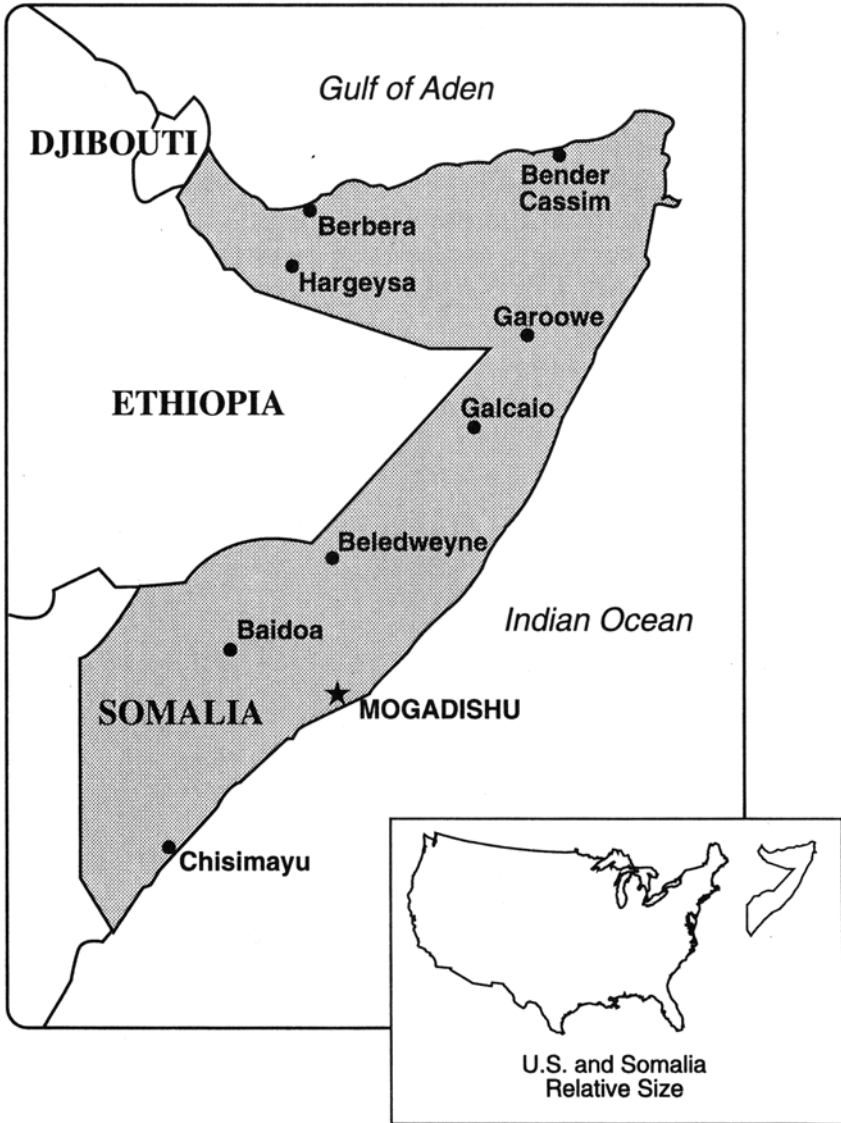 Gulf of Aden
DJIBOUTI
Bender
Cassim
Berbera
Hargeysa
Garoowe
ETHIOPIA
Galcaio
Beledweyne
Indian Ocean
Baidoa
SOMALIA
MOGADISHU
Chisimayu
U.S. and Somalia
Relative Size